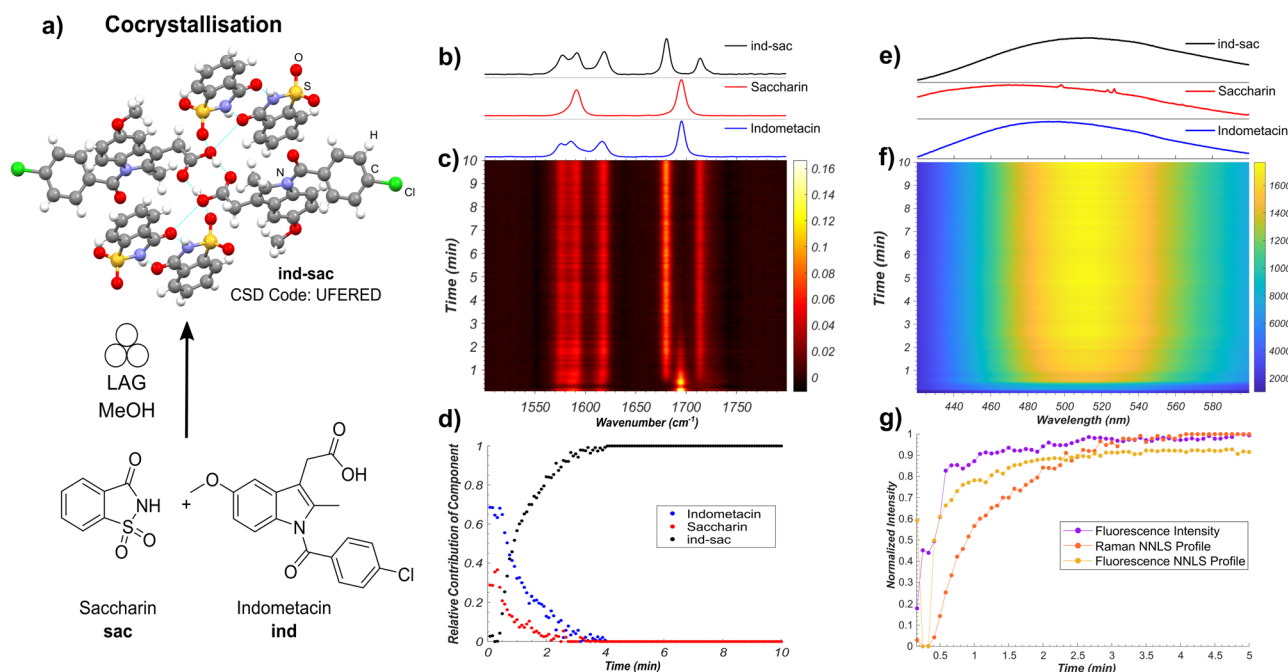 a)
Cocrystallisation
O
S
H
C
Cl
N
ind-sac
CSD Code: UFERED
LAG
MeOH
O
NH
S
O
O
+
O
OH
O
N
O
Cl
Saccharin
sac
Indometacin
ind
b)
ind-sac
Saccharin
Indometacin
c)
10
9
8
7
6
5
4
3
2
1
Time (min)
1550
1600
1650
1700
1750
Wavenumber (cm-1)
0.16
0.14
0.12
0.1
0.08
0.06
0.04
0.02
0
d)
1
0.8
0.6
0.4
0.2
0
Relative Contribution of Component
Indometacin
Saccharin
ind-sac
0
2
4
6
8
10
Time (min)
e)
ind-sac
Saccharin
Indometacin
f)
10
9
8
7
6
5
4
3
2
1
Time (min)
440
460
480
500
520
540
560
580
Wavelength (nm)
g)
1
0.9
0.8
0.7
0.6
0.5
0.4
0.3
0.2
0.1
0
Normalized Intensity
Fluorescence Intensity
Raman NNLS Profile
Fluorescence NNLS Profile
0.5
1
1.5
2
2.5
3
3.5
4
4.5
5
Time (min)